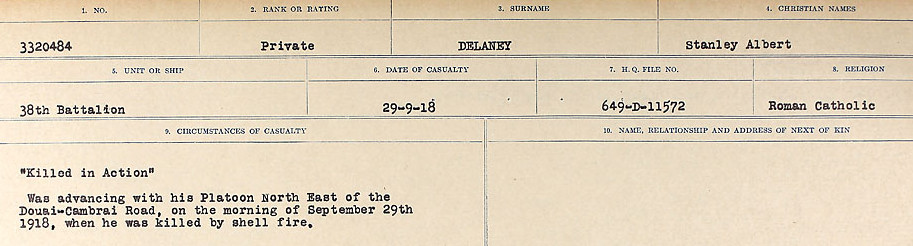 1. NO. 2. RANK OR RATING 3. SURNAME 4. CHRISTIAN NAMES
3320484 Private DELANEY Stanley Albert
5. UNIT OR SHIP 6. DATE OF CASUALTY 7. H.Q. FILE NO. 8. RELIGION
38th Battalion 29-9-18 649-D-11572 Roman Catholic
9. CIRCUMSTANCES OF CASUALTY 10. NAME, RELATIONSHIP AND ADDRESS OF NEXT OF KIN
"Killed in Action"
Was advancing with his Platoon North East of the
Douai-Cambrai Road, on the morning of September 29th
1918, when he was killed by shell fire.